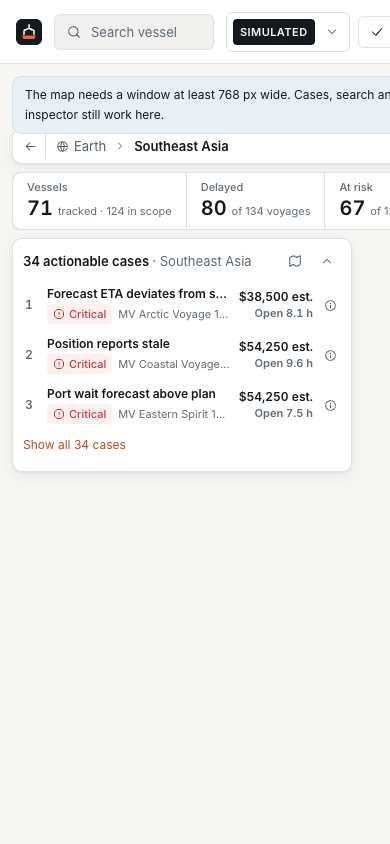 Search vessel
SIMULATED
The map needs a window at least 768 px wide. Cases, search an
inspector still work here.
Earth
Southeast Asia
Vessels
71 tracked · 124 in scope
Delayed
80 of 134 voyages
At risk
67 of 1
34 actionable cases · Southeast Asia
1
Forecast ETA deviates from s...
$38,500 est.
Critical
MV Arctic Voyage 1...
Open 8.1 h
2
Position reports stale
$54,250 est.
Critical
MV Coastal Voyage...
Open 9.6 h
3
Port wait forecast above plan
$54,250 est.
Critical
MV Eastern Spirit 1...
Open 7.5 h
Show all 34 cases